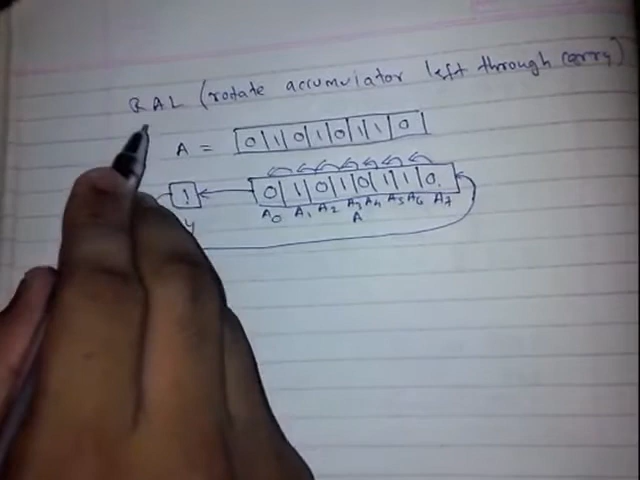 RAL (rotate accumulator left through carry)
A = 0 1 0 1 0 1 1 0
1 0 1 0 1 0 1 1 0
A0 A1 A2 A3 A4 A5 A6 A7
A